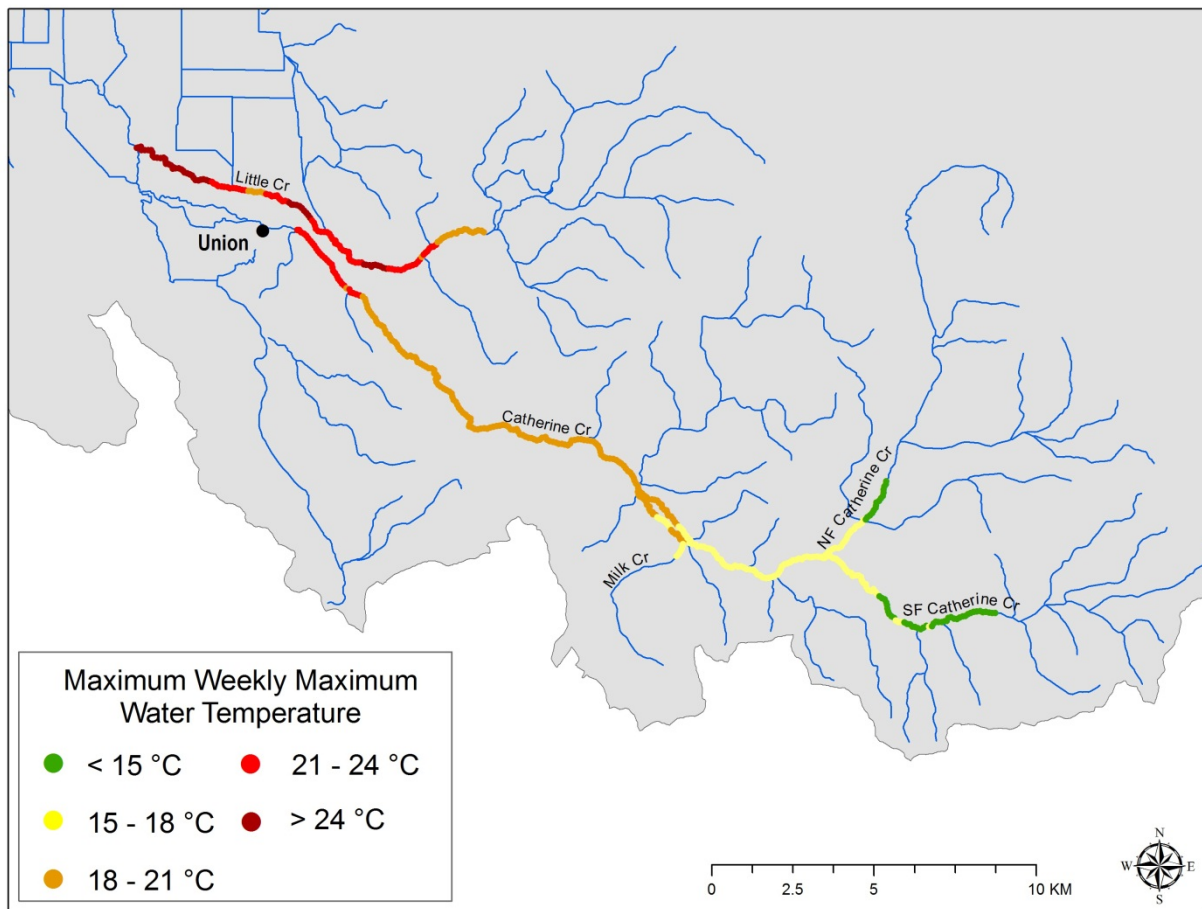 Little Cr
Union
Catherine Cr
NF Catherine Cr
Milk Cr
SF Catherine Cr
Maximum Weekly Maximum
Water Temperature
< 15 °C
21 - 24 °C
15 - 18 °C
> 24 °C
18 - 21 °C
0 2.5 5 10 KM
N
W E
S